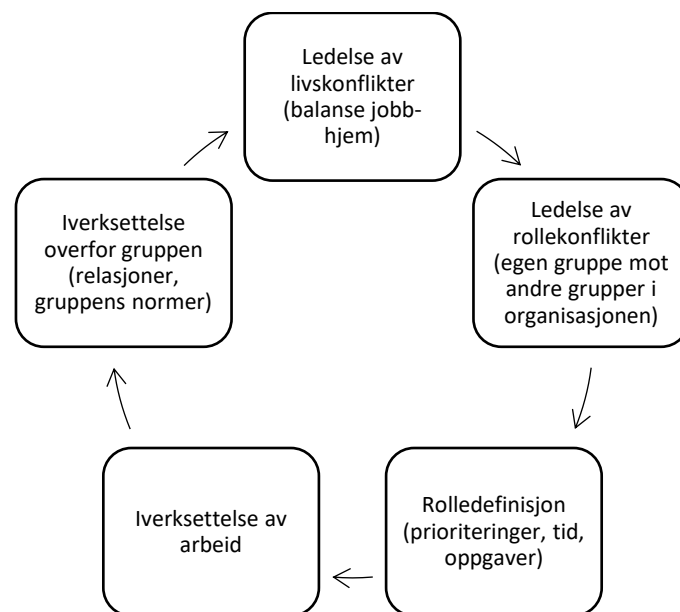 Ledelse av
livskonflikter
(balanse jobb-
hjem)
Ledelse av
rollekonflikter
(egen gruppe mot
andre grupper i
organisasjonen)
Rolledefinisjon
(prioriteringer, tid,
oppgaver)
Iverksettelse av
arbeid
Iverksettelse
overfor gruppen
(relasjoner,
gruppens normer)